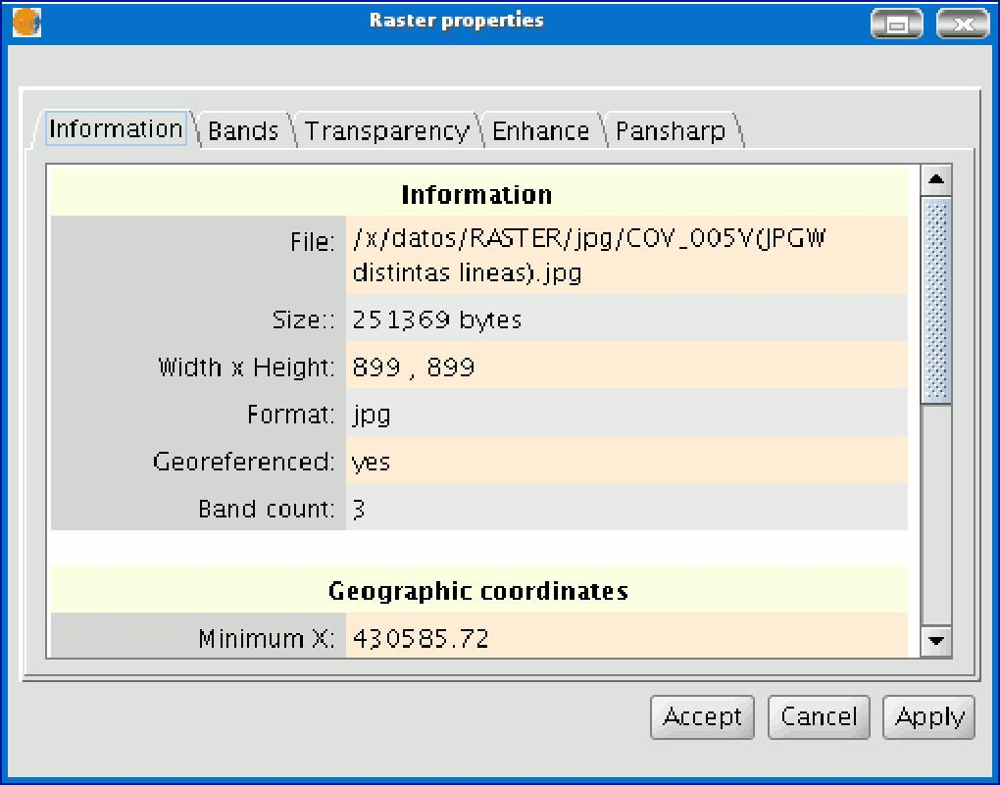 Raster properties
Information Bands Transparency Enhance Pansharp
Information
File: /x/datos/RASTER/jpg/COV_005V(JPGW
distintas lineas).jpg
Size:: 251369 bytes
Width x Height: 899 , 899
Format: jpg
Georeferenced: yes
Band count: 3
Geographic coordinates
Minimum X: 430585.72
Accept Cancel Apply